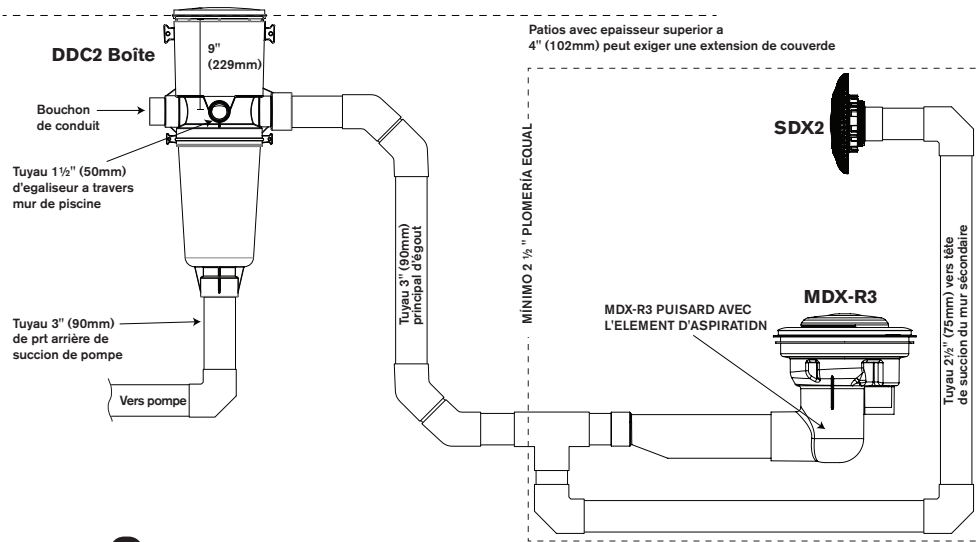 Patios avec epaisseur superior a
4" (102mm) peut exiger une extension de couverde
DDC2 Boîte
9"
(229mm)
Bouchon
de conduit
Tuyau 1½" (50mm)
d'egaliseur a travers
mur de piscine
Tuyau 3" (90mm)
de prt arrière de
succion de pompe
Vers pompe
Tuyau 3" (90mm)
principal d'égout
MÍNIMO 2 ½ " PLOMERÍA EQUAL
SDX2
MDX-R3
MDX-R3 PUISARD AVEC
L'ELEMENT D'ASPIRATIDN
Tuyau 2½" (75mm) vers tête
de succion du mur sécondaire